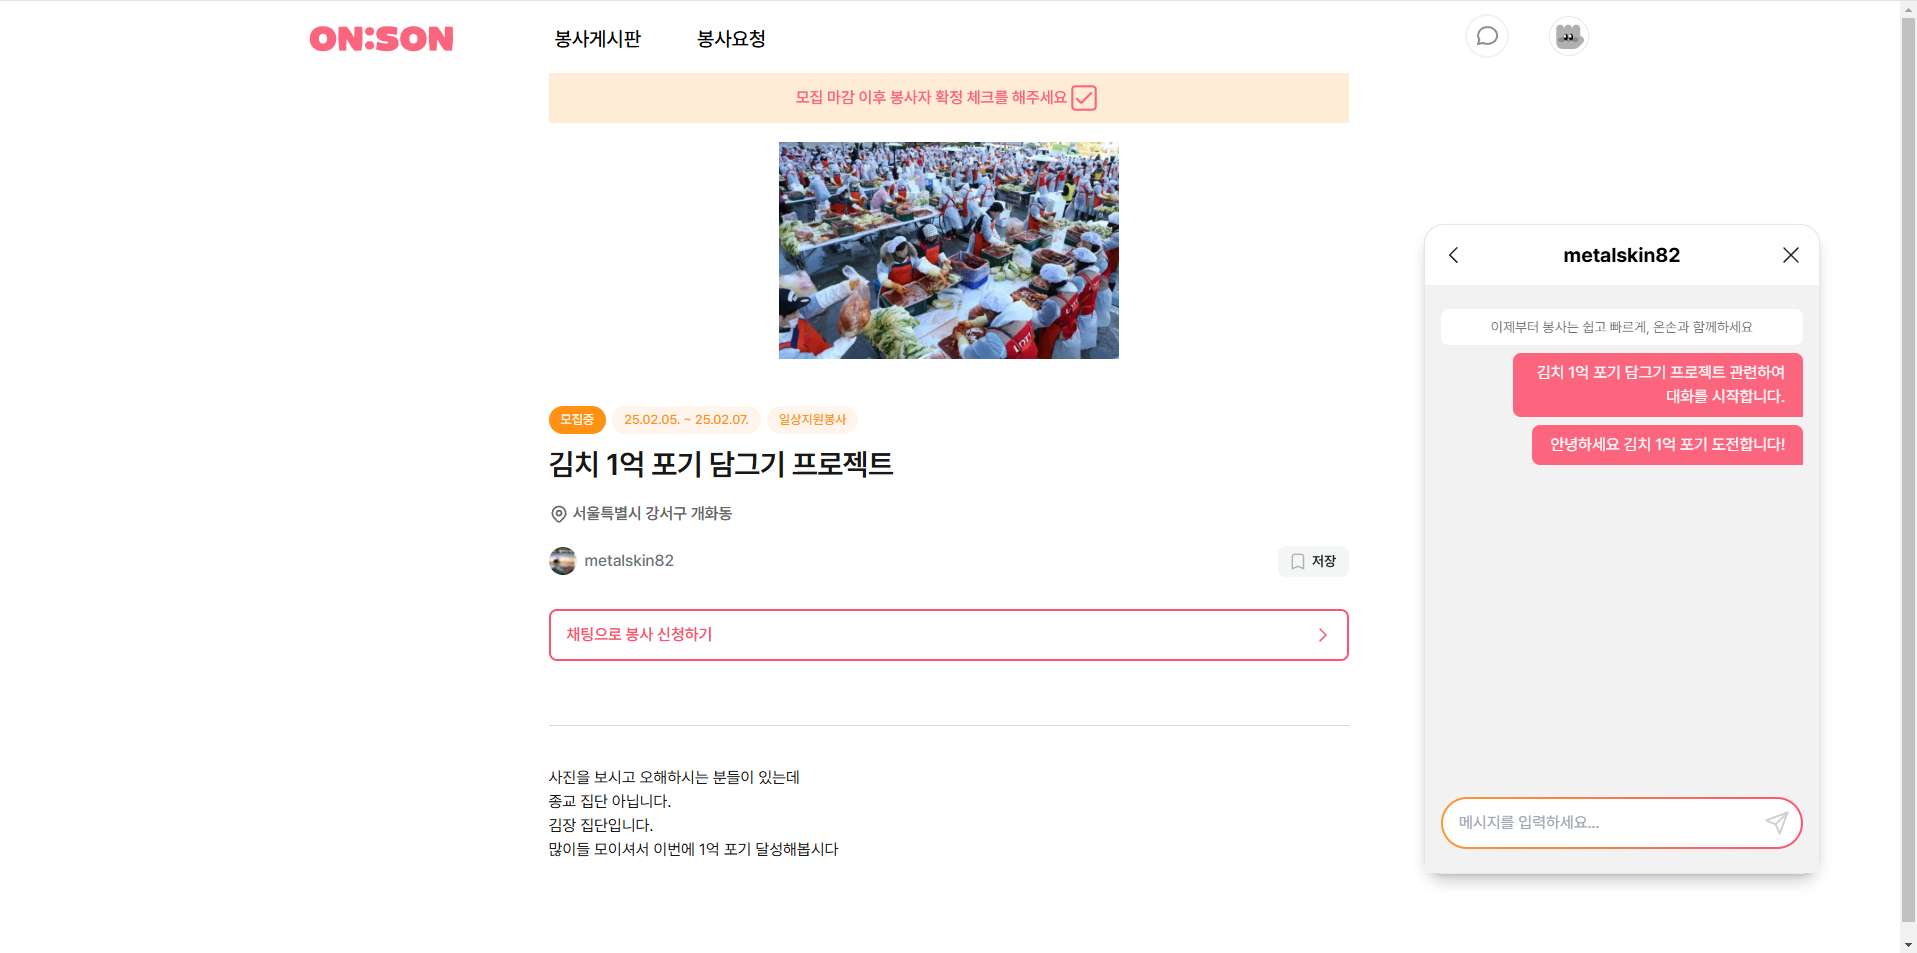 ON:SON
봉사게시판
봉사요청
모집 마감 이후 봉사자 확정 체크를 해주세요
모집중
25.02.05. ~ 25.02.07.
일상지원봉사
김치 1억 포기 담그기 프로젝트
서울특별시 강서구 개화동
metalskin82
저장
채팅으로 봉사 신청하기
사진을 보시고 오해하시는 분들이 있는데
종교 집단 아닙니다.
김장 집단입니다.
많이들 모이셔서 이번에 1억 포기 달성해봅시다
metalskin82
이제부터 봉사는 쉽고 빠르게, 온손과 함께하세요
김치 1억 포기 담그기 프로젝트 관련하여
대화를 시작합니다.
안녕하세요 김치 1억 포기 도전합니다!
메시지를 입력하세요...